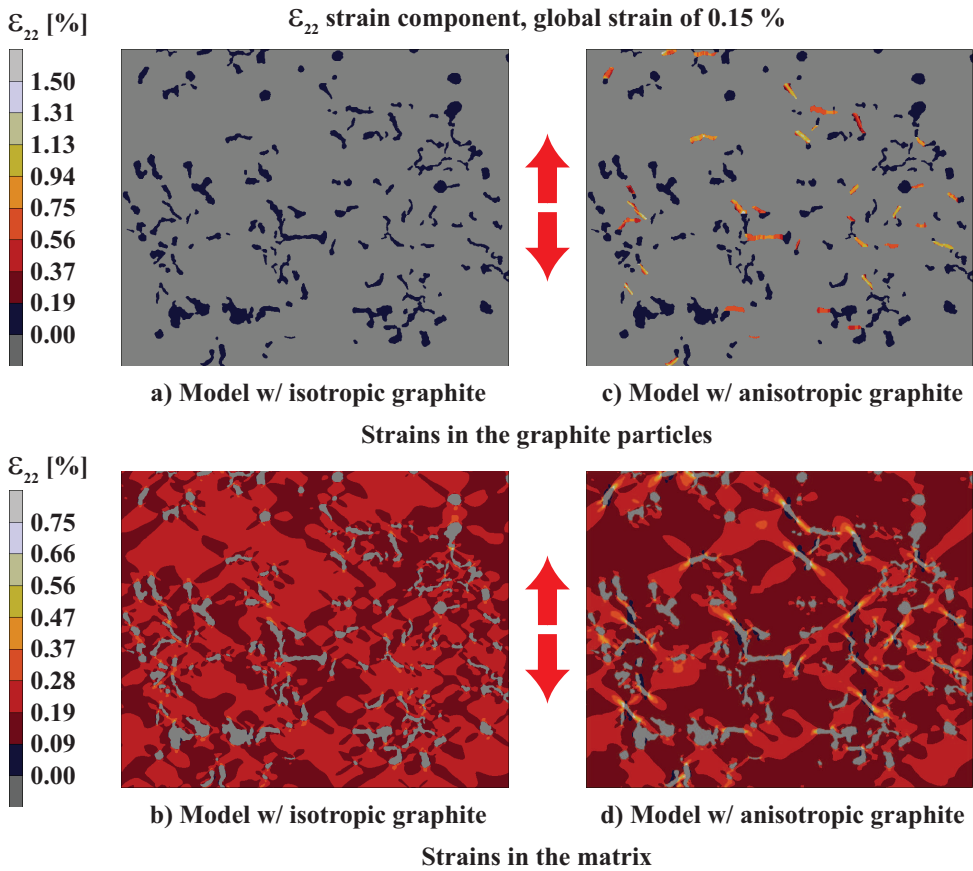 ε22 strain component, global strain of 0.15 %
ε22 [%]
1.50
1.31
1.13
0.94
0.75
0.56
0.37
0.19
0.00
a) Model w/ isotropic graphite
c) Model w/ anisotropic graphite
Strains in the graphite particles
ε22 [%]
0.75
0.66
0.56
0.47
0.37
0.28
0.19
0.09
0.00
b) Model w/ isotropic graphite
d) Model w/ anisotropic graphite
Strains in the matrix